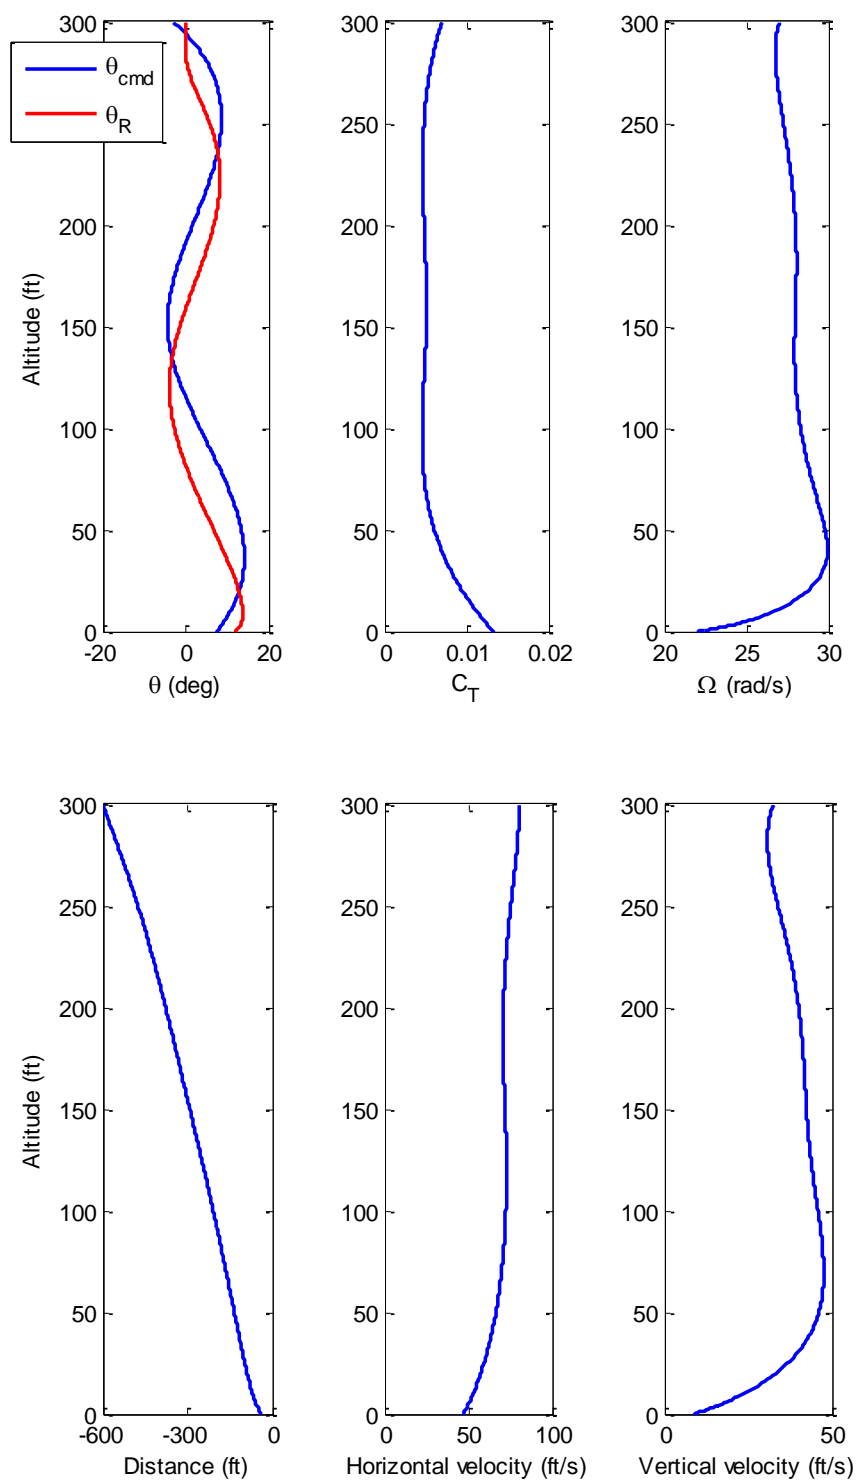 300
250
200
150
100
50
0
Altitude (ft)
θcmd
θR
-20 0 20
θ (deg)
300
250
200
150
100
50
0
0 0.01 0.02
CT
300
250
200
150
100
50
0
20 25 30
Ω (rad/s)
300
250
200
150
100
50
0
Altitude (ft)
-600 -300 0
Distance (ft)
300
250
200
150
100
50
0
0 50 100
Horizontal velocity (ft/s)
300
250
200
150
100
50
0
0 50
Vertical velocity (ft/s)